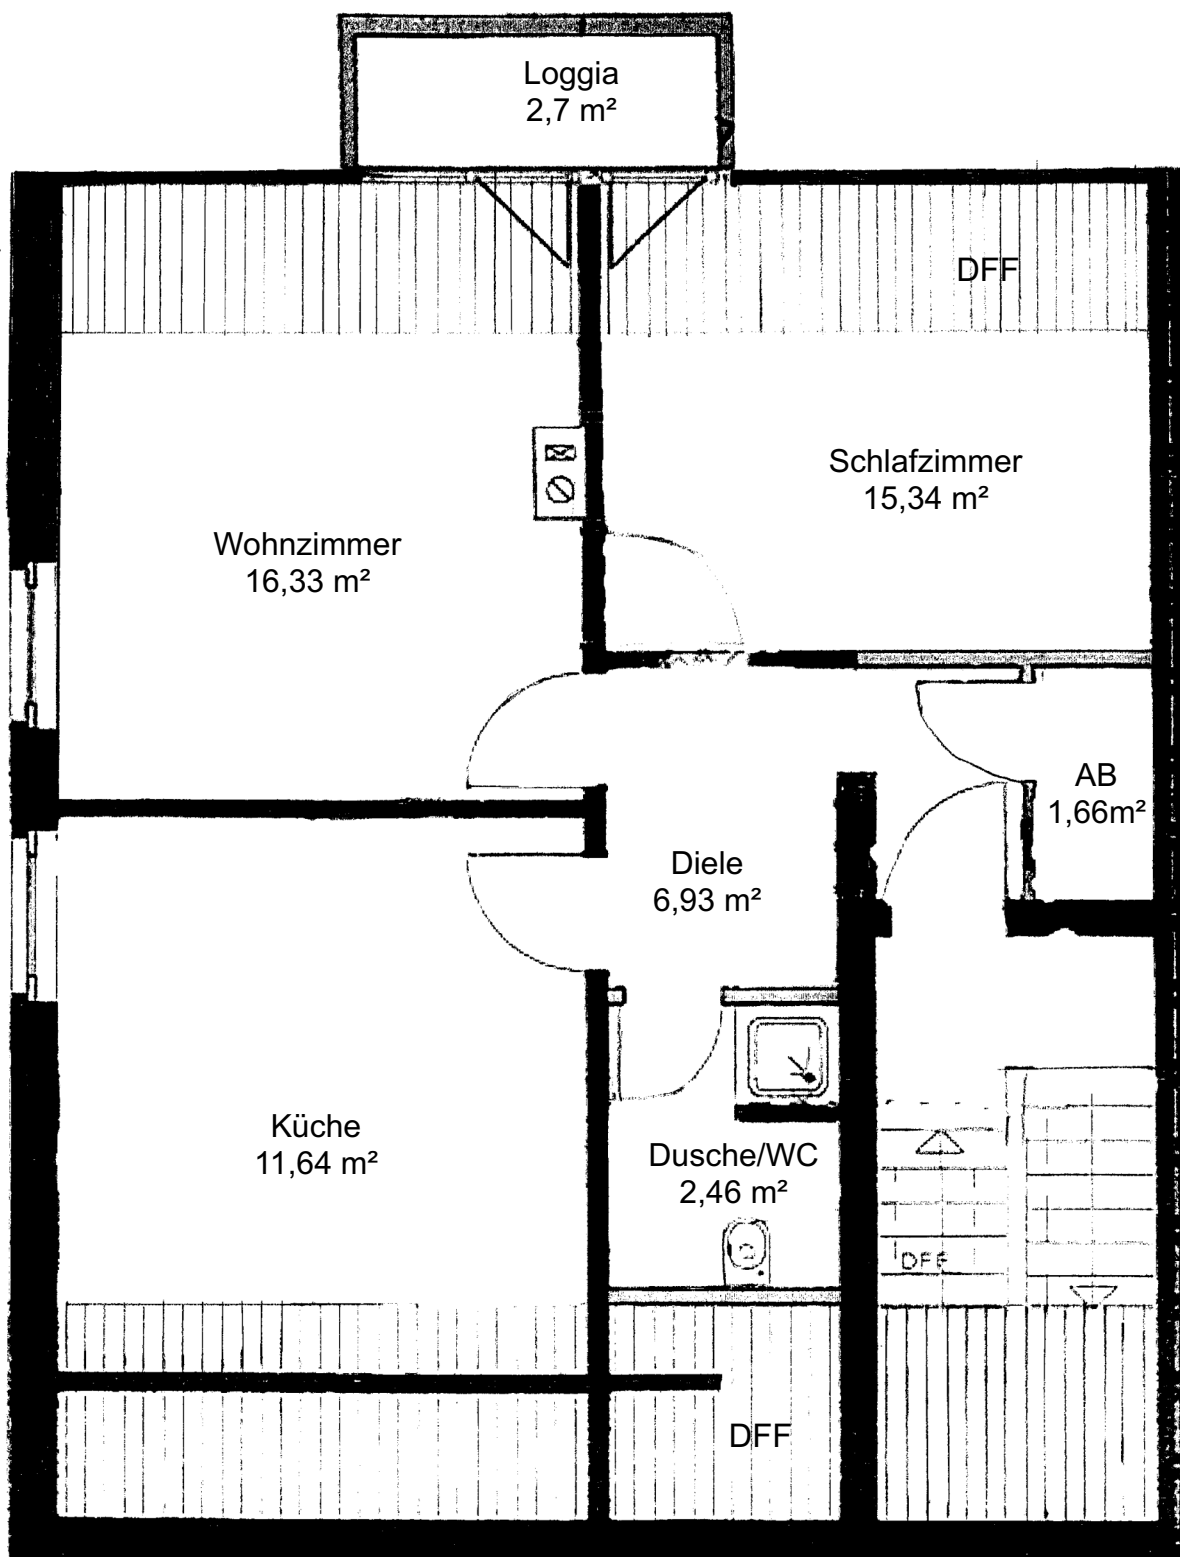 Loggia
2,7 m²
DFF
Schlafzimmer
15,34 m²
Wohnzimmer
16,33 m²
AB
1,66m²
Diele
6,93 m²
Küche
11,64 m²
Dusche/WC
2,46 m²
DFF
DFF